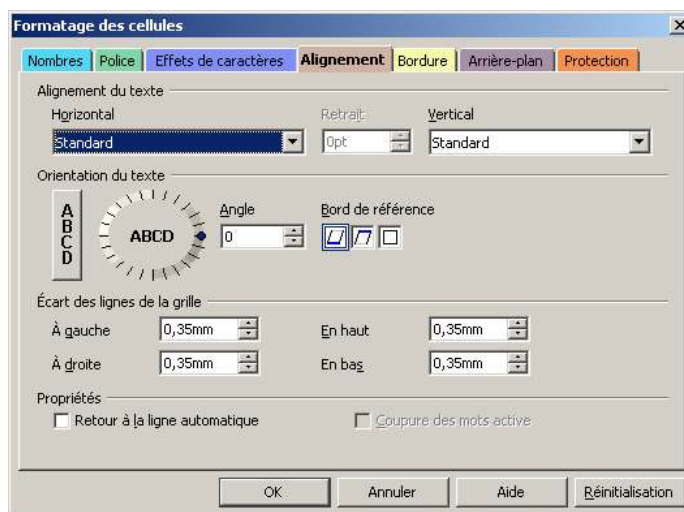 Formatage des cellules
Nombres Police Effets de caractères Alignement Bordure Arrière-plan Protection
Alignement du texte
Horizontal Retrait Vertical
Standard 0pt Standard
Orientation du texte
A
B
C
D
ABCD
Angle Bord de référence
0
Écart des lignes de la grille
À gauche 0,35mm En haut 0,35mm
À droite 0,35mm En bas 0,35mm
Propriétés
Retour à la ligne automatique Coupure des mots active
OK Annuler Aide Réinitialisation